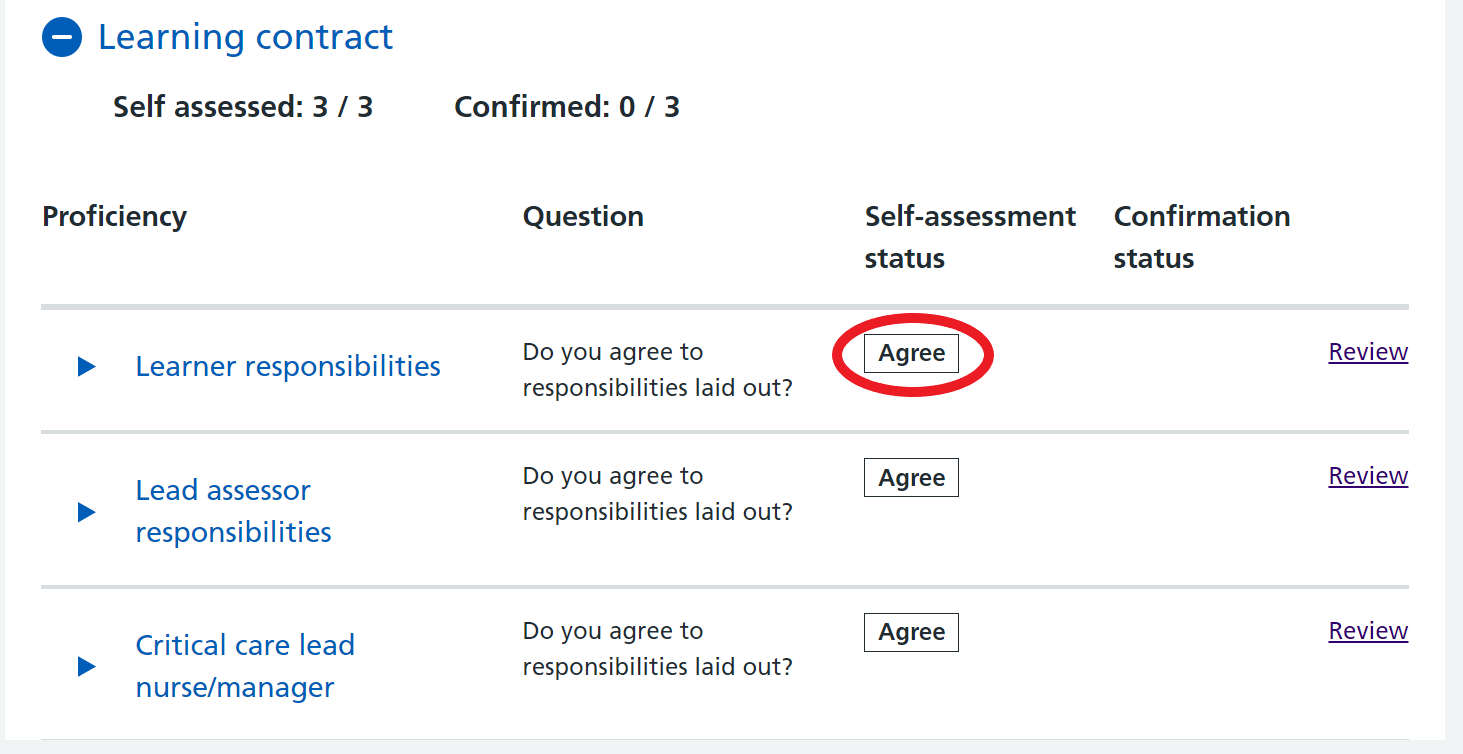 Learning contract
Self assessed: 3 / 3 Confirmed: 0 / 3
Proficiency Question Self-assessment status Confirmation status
Learner responsibilities
Do you agree to
responsibilities laid out?
Agree
Review
Lead assessor
responsibilities
Do you agree to
responsibilities laid out?
Agree
Review
Critical care lead
nurse/manager
Do you agree to
responsibilities laid out?
Agree
Review